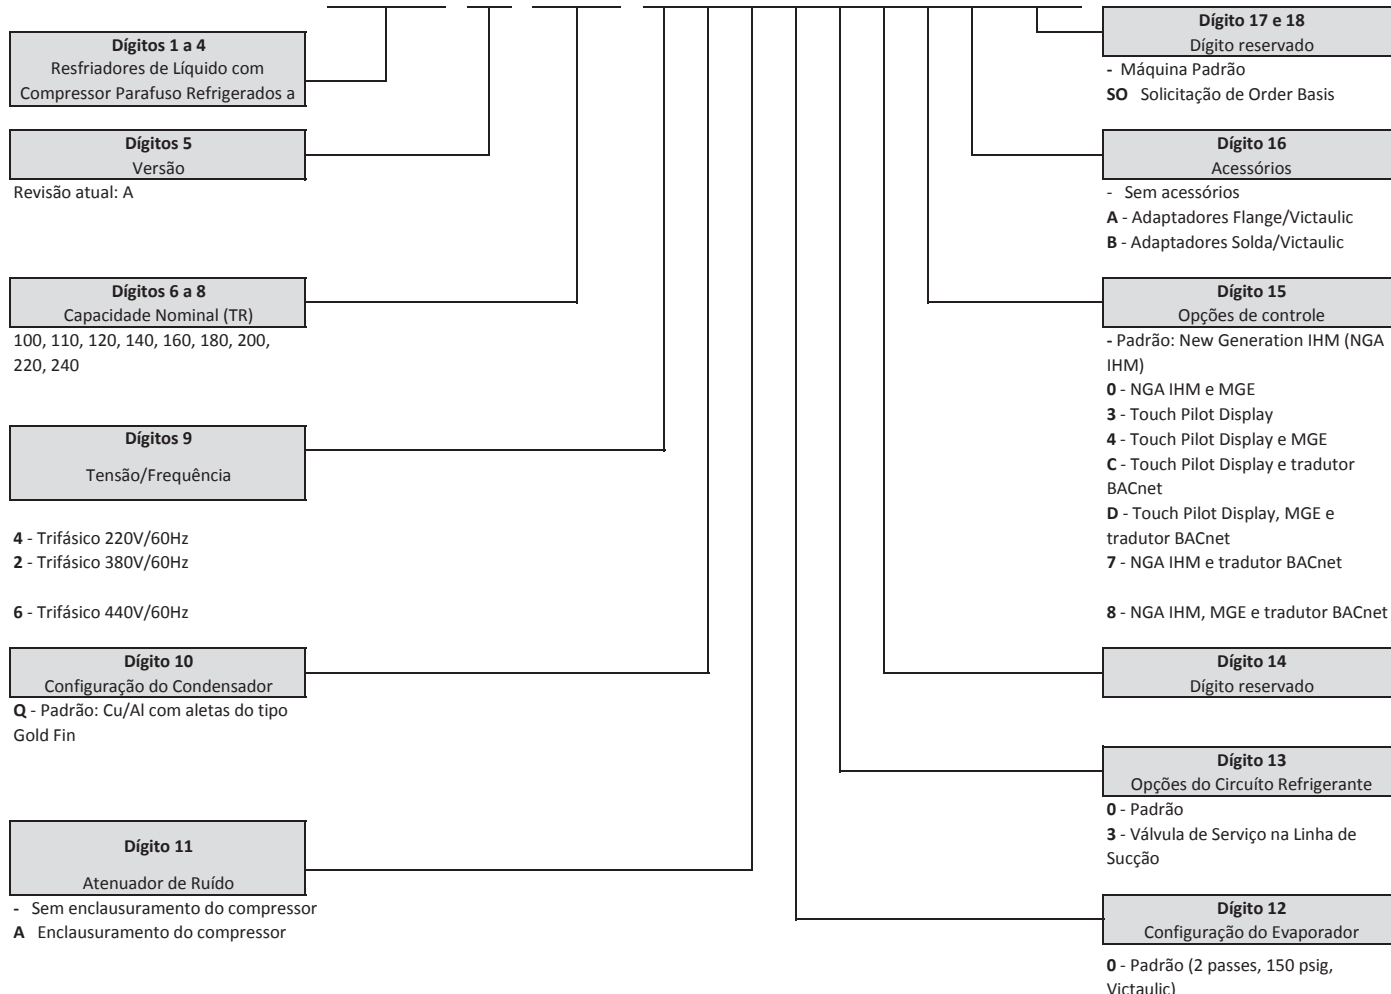 Dígitos 1 a 4
Resfriadores de Líquido com
Compressor Parafuso Refrigerados a
Dígitos 5
Versão
Revisão atual: A
Dígitos 6 a 8
Capacidade Nominal (TR)
100, 110, 120, 140, 160, 180, 200,
220, 240
Dígitos 9
Tensão/Frequência
4 - Trifásico 220V/60Hz
2 - Trifásico 380V/60Hz
6 - Trifásico 440V/60Hz
Dígito 10
Configuração do Condensador
Q - Padrão: Cu/Al com aletas do tipo
Gold Fin
Dígito 11
Atenuador de Ruído
- Sem enclausuramento do compressor
A Enclausuramento do compressor
Dígito 17 e 18
Dígito reservado
- Máquina Padrão
SO Solicitação de Order Basis
Dígito 16
Acessórios
- Sem acessórios
A - Adaptadores Flange/Victaulic
B - Adaptadores Solda/Victaulic
Dígito 15
Opções de controle
- Padrão: New Generation IHM (NGA
IHM)
0 - NGA IHM e MGE
3 - Touch Pilot Display
4 - Touch Pilot Display e MGE
C - Touch Pilot Display e tradutor
BACnet
D - Touch Pilot Display, MGE e
tradutor BACnet
7 - NGA IHM e tradutor BACnet
8 - NGA IHM, MGE e tradutor BACnet
Dígito 14
Dígito reservado
Dígito 13
Opções do Circuíto Refrigerante
0 - Padrão
3 - Válvula de Serviço na Linha de
Sucção
Dígito 12
Configuração do Evaporador
0 - Padrão (2 passes, 150 psig,
Victaulic)